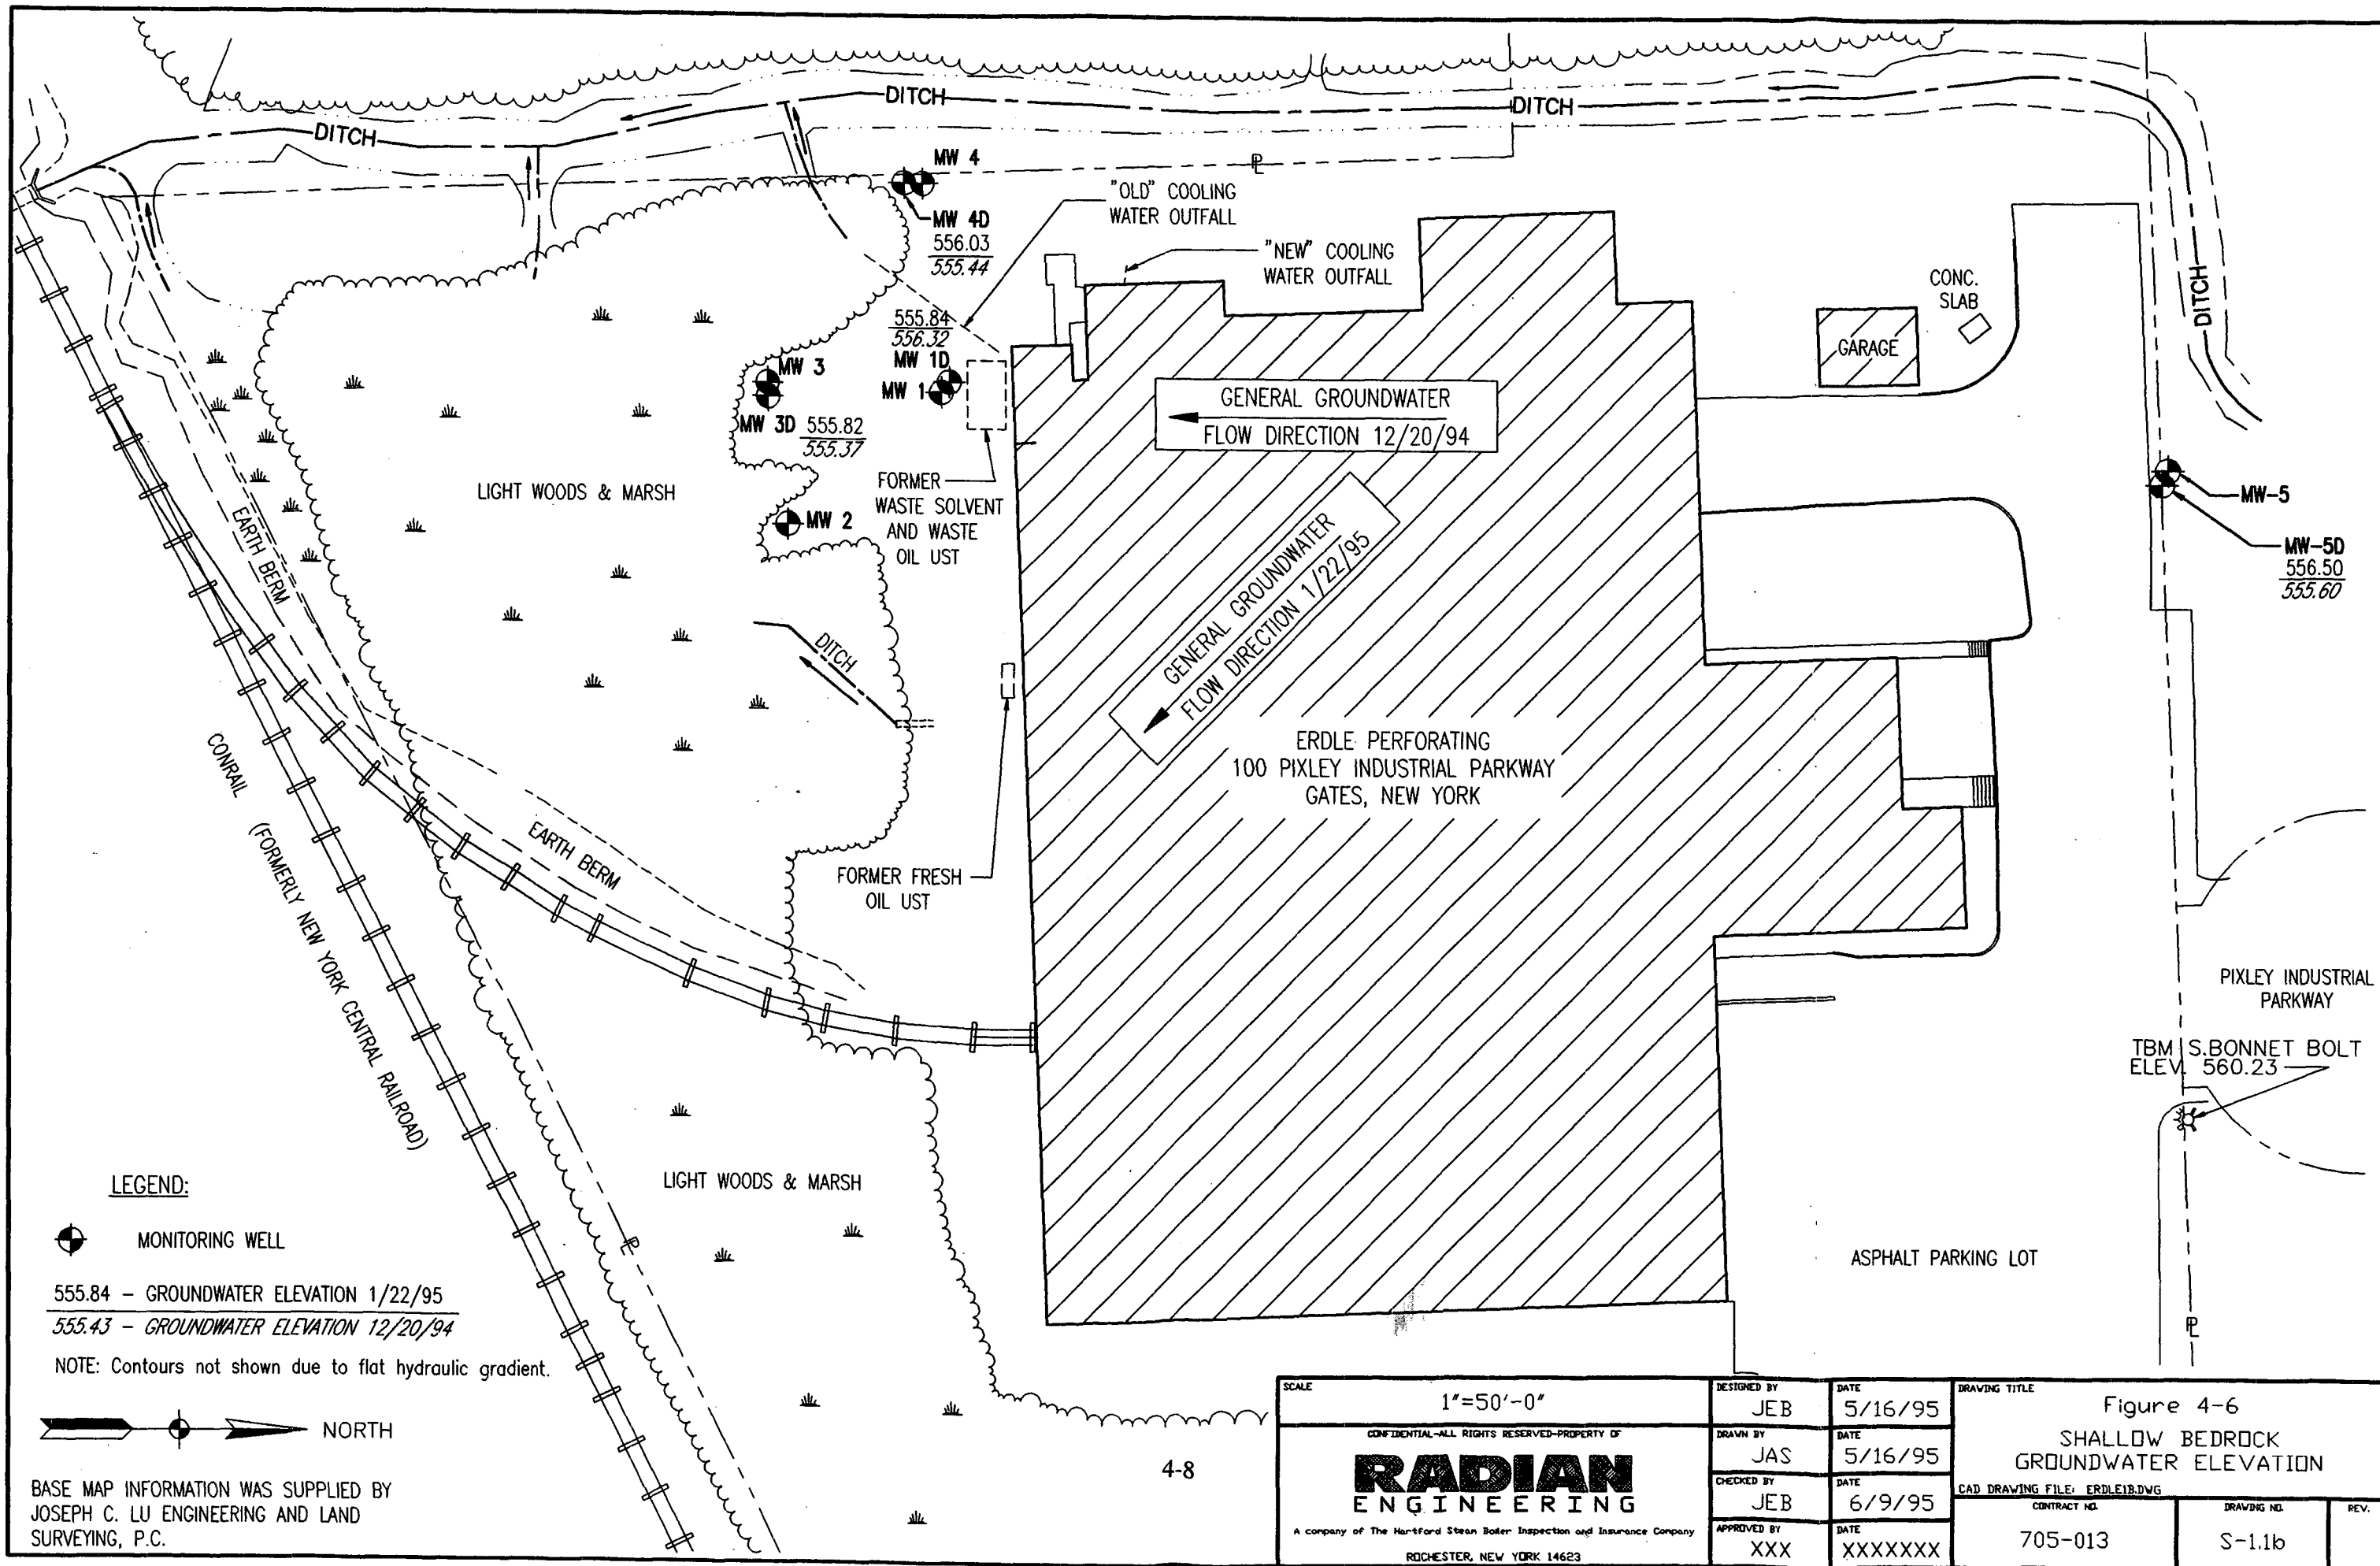 DITCH
DITCH
DITCH
DITCH
MW 4
MW 4D
556.03
555.44
"OLD" COOLING
WATER OUTFALL
"NEW" COOLING
WATER OUTFALL
CONC.
SLAB
GARAGE
555.84
556.32
MW 1D
MW 1
MW 3
MW 3D
555.82
555.37
MW 2
GENERAL GROUNDWATER
FLOW DIRECTION 12/20/94
GENERAL GROUNDWATER
FLOW DIRECTION 1/22/95
FORMER
WASTE SOLVENT
AND WASTE
OIL UST
LIGHT WOODS & MARSH
EARTH BERM
MW-5
MW-5D
556.50
555.60
DITCH
ERDLE PERFORATING
100 PIXLEY INDUSTRIAL PARKWAY
GATES, NEW YORK
EARTH BERM
FORMER FRESH
OIL UST
CONRAIL (FORMERLY NEW YORK CENTRAL RAILROAD)
PIXLEY INDUSTRIAL
PARKWAY
TBM S.BONNET BOLT
ELEV. 560.23
LIGHT WOODS & MARSH
ASPHALT PARKING LOT
PL
PL
PL
LEGEND:
MONITORING WELL
555.84 – GROUNDWATER ELEVATION 1/22/95
555.43 – GROUNDWATER ELEVATION 12/20/94
NOTE: Contours not shown due to flat hydraulic gradient.
NORTH
BASE MAP INFORMATION WAS SUPPLIED BY
JOSEPH C. LU ENGINEERING AND LAND
SURVEYING, P.C.
4-8
SCALE
1"=50'-0"
CONFIDENTIAL-ALL RIGHTS RESERVED-PROPERTY OF
RADIAN
ENGINEERING
A company of The Hartford Steam Boiler Inspection and Insurance Company
ROCHESTER, NEW YORK 14623
DESIGNED BY
JEB
DATE
5/16/95
DRAWN BY
JAS
DATE
5/16/95
CHECKED BY
JEB
DATE
6/9/95
APPROVED BY
XXX
DATE
XXXXXXX
DRAWING TITLE
Figure 4-6
SHALLOW BEDROCK
GROUNDWATER ELEVATION
CAD DRAWING FILE: ERDLE1B.DWG
CONTRACT NO.
705-013
DRAWING NO.
S-1.1b
REV.